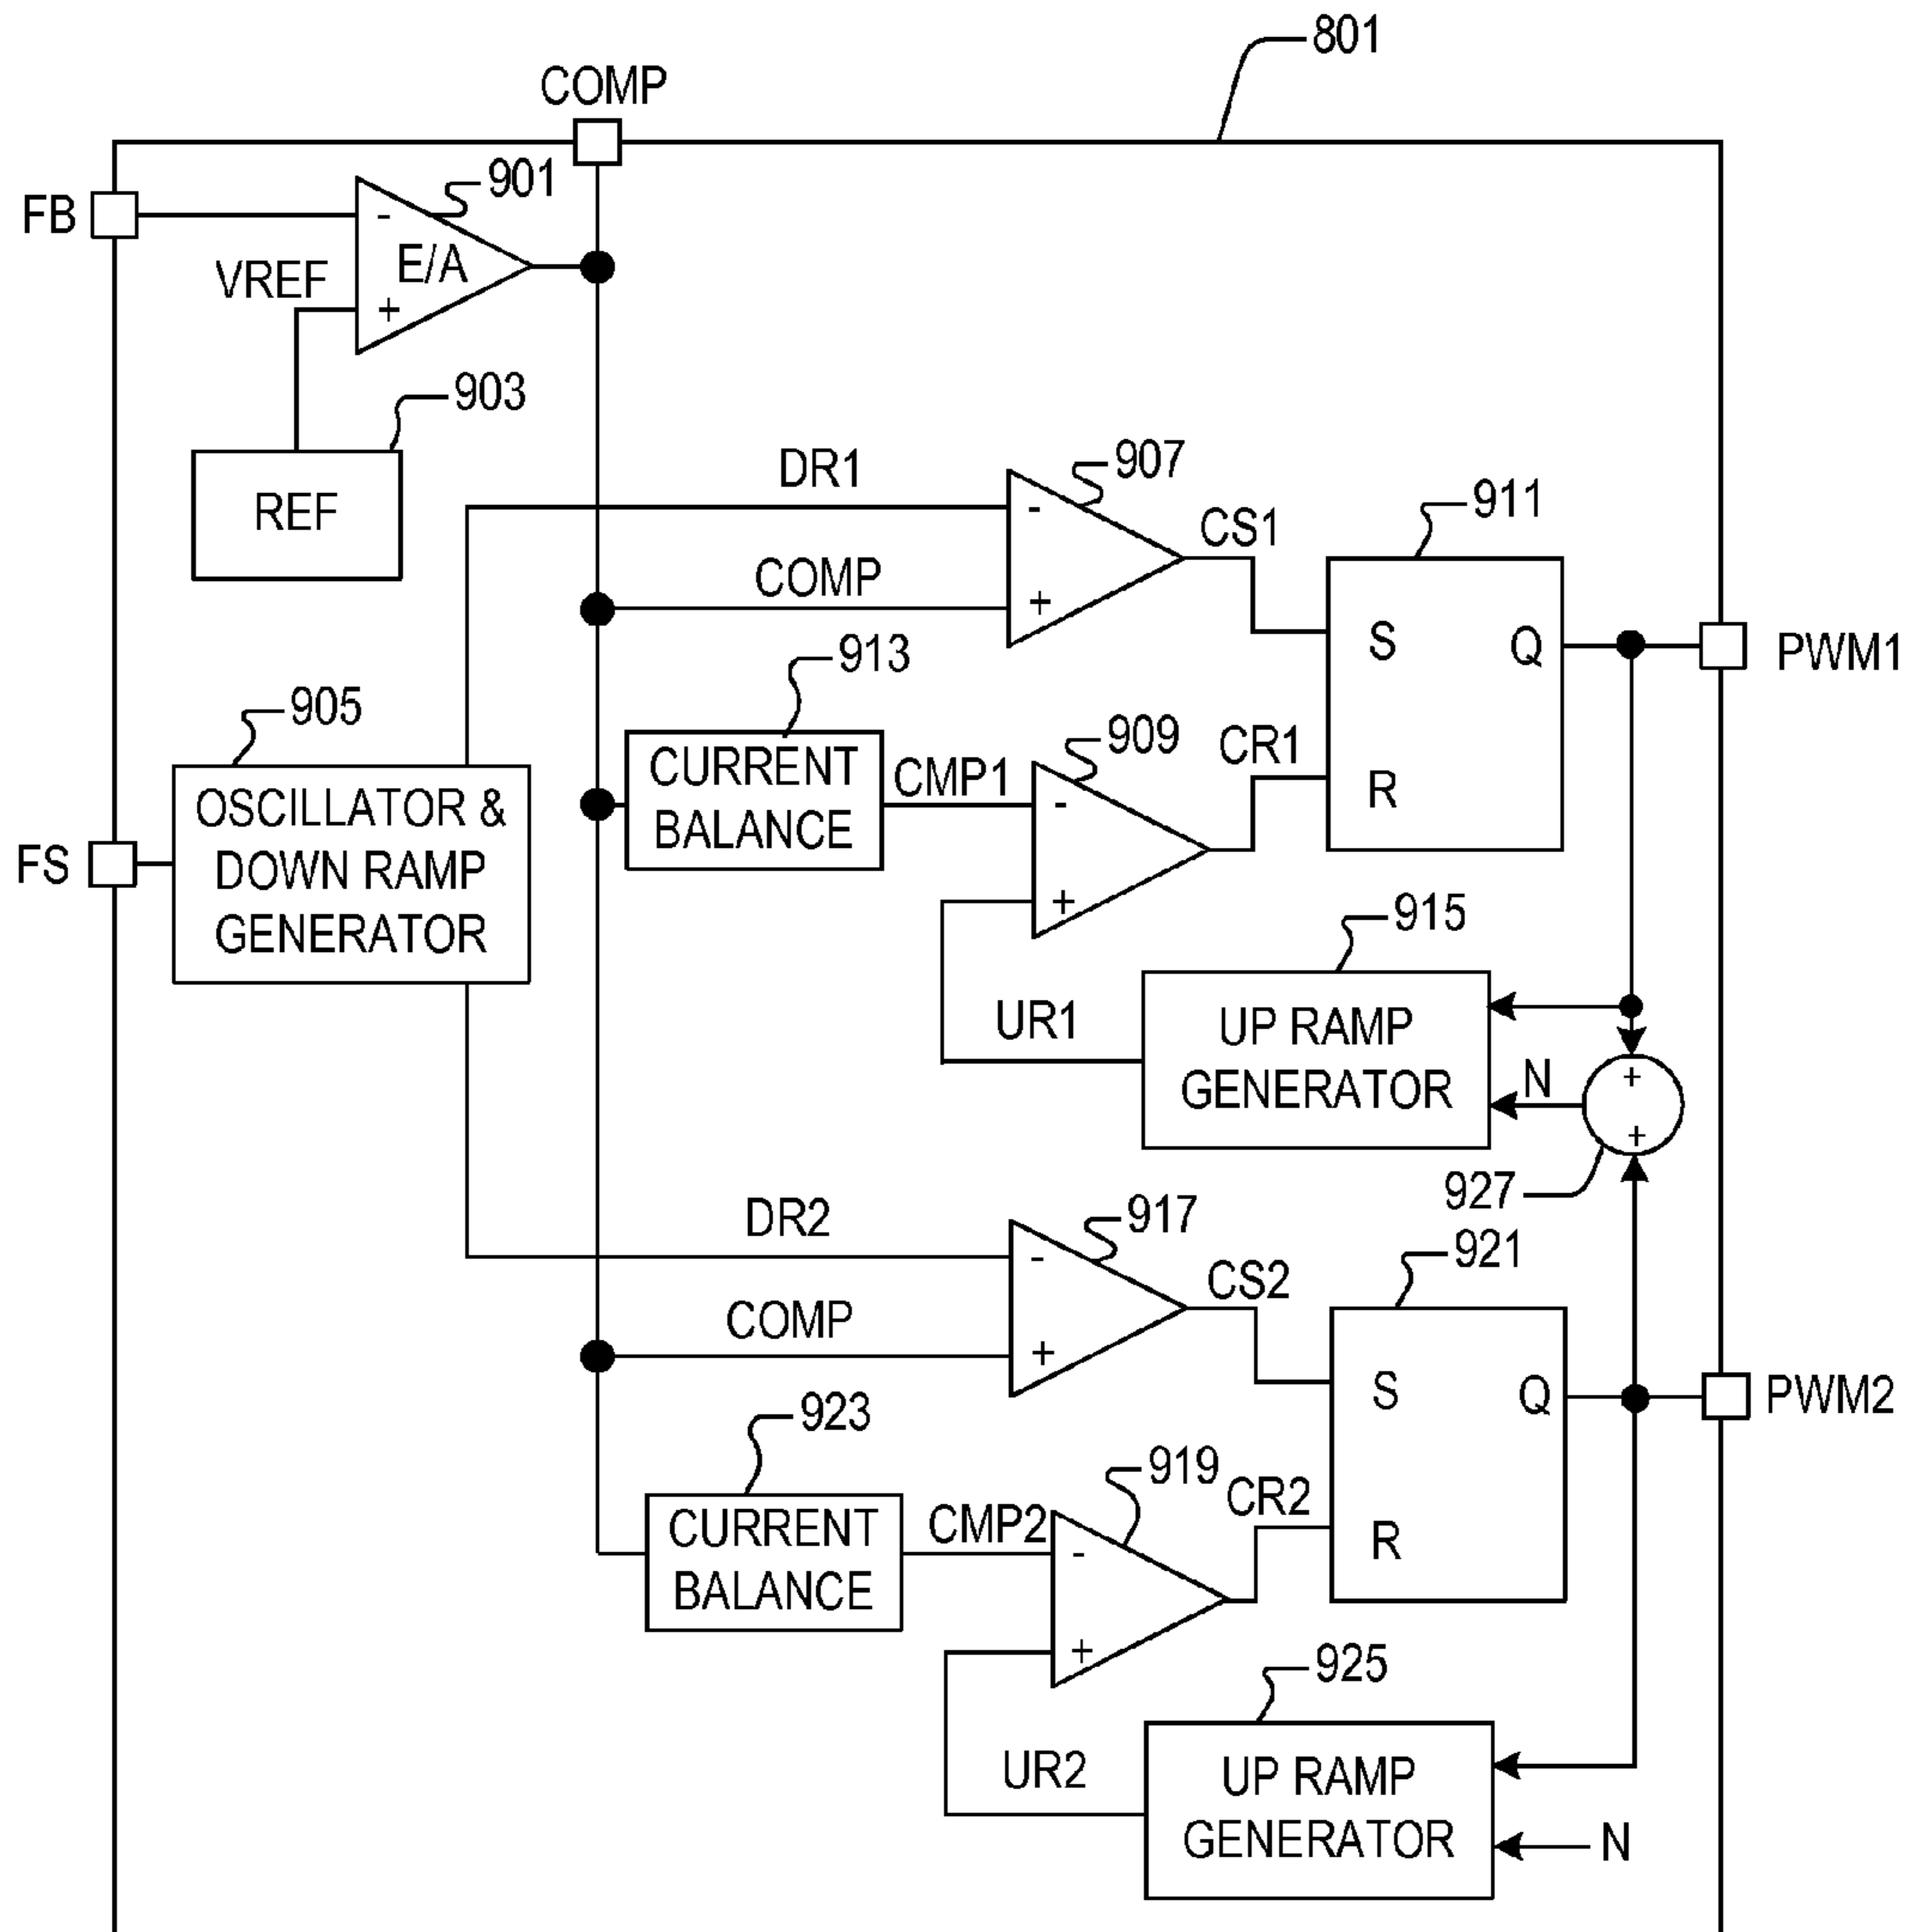 801
COMP
FB
-
901
E/A
VREF
+
903
REF
DR1
-
907
CS1
911
COMP
+
S
Q
PWM1
913
CURRENT
BALANCE
CMP1
-
909
CR1
R
905
OSCILLATOR &
DOWN RAMP
GENERATOR
FS
+
915
UR1
UP RAMP
GENERATOR
N
+
+
927
DR2
-
917
CS2
921
COMP
+
S
Q
PWM2
923
CURRENT
BALANCE
CMP2
-
919
CR2
R
+
925
UR2
UP RAMP
GENERATOR
N